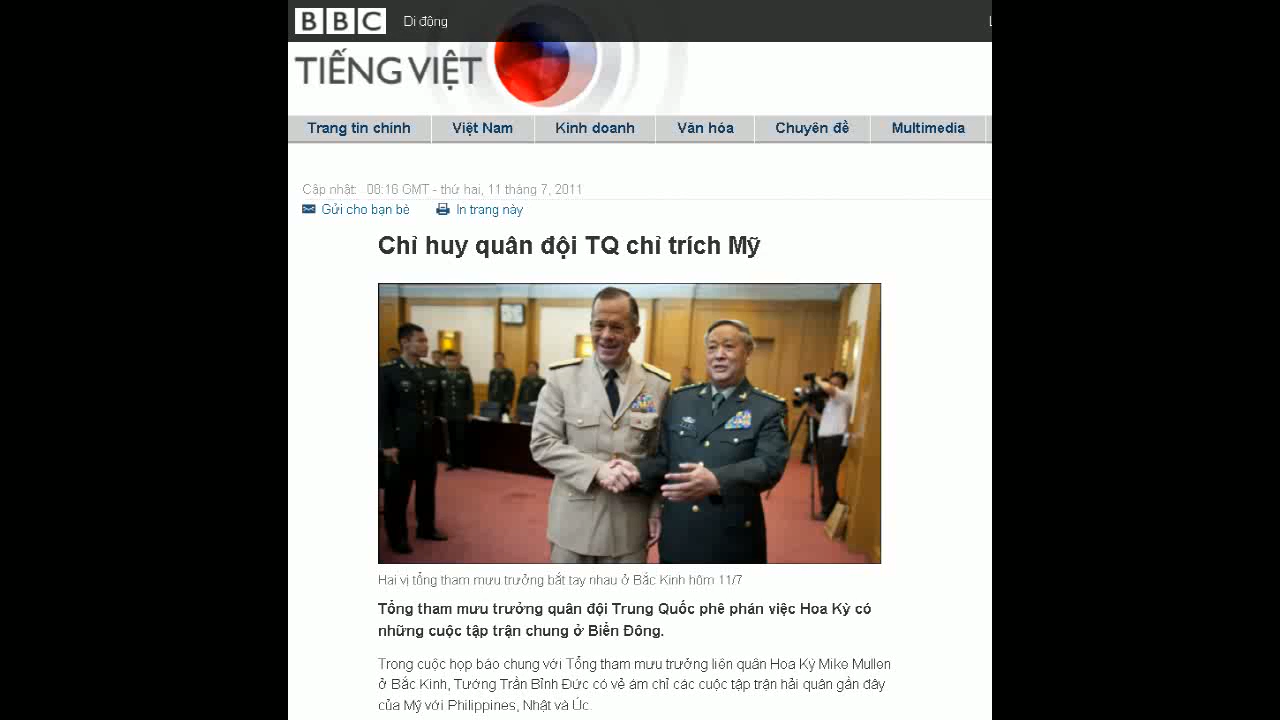 BBC Di động
TIẾNG VIỆT
Trang tin chính Việt Nam Kinh doanh Văn hóa Chuyên đề Multimedia
Cập nhật: 08:16 GMT - thứ hai, 11 tháng 7, 2011
Gửi cho bạn bè In trang này
Chỉ huy quân đội TQ chỉ trích Mỹ
Hai vị tổng tham mưu trưởng bắt tay nhau ở Bắc Kinh hôm 11/7
Tổng tham mưu trưởng quân đội Trung Quốc phê phán việc Hoa Kỳ có
những cuộc tập trận chung ở Biển Đông.
Trong cuộc họp báo chung với Tổng tham mưu trưởng liên quân Hoa Kỳ Mike Mullen
ở Bắc Kinh, Tướng Trần Bỉnh Đức có vẻ ám chỉ các cuộc tập trận hải quân gần đây
của Mỹ với Philippines, Nhật và Úc.